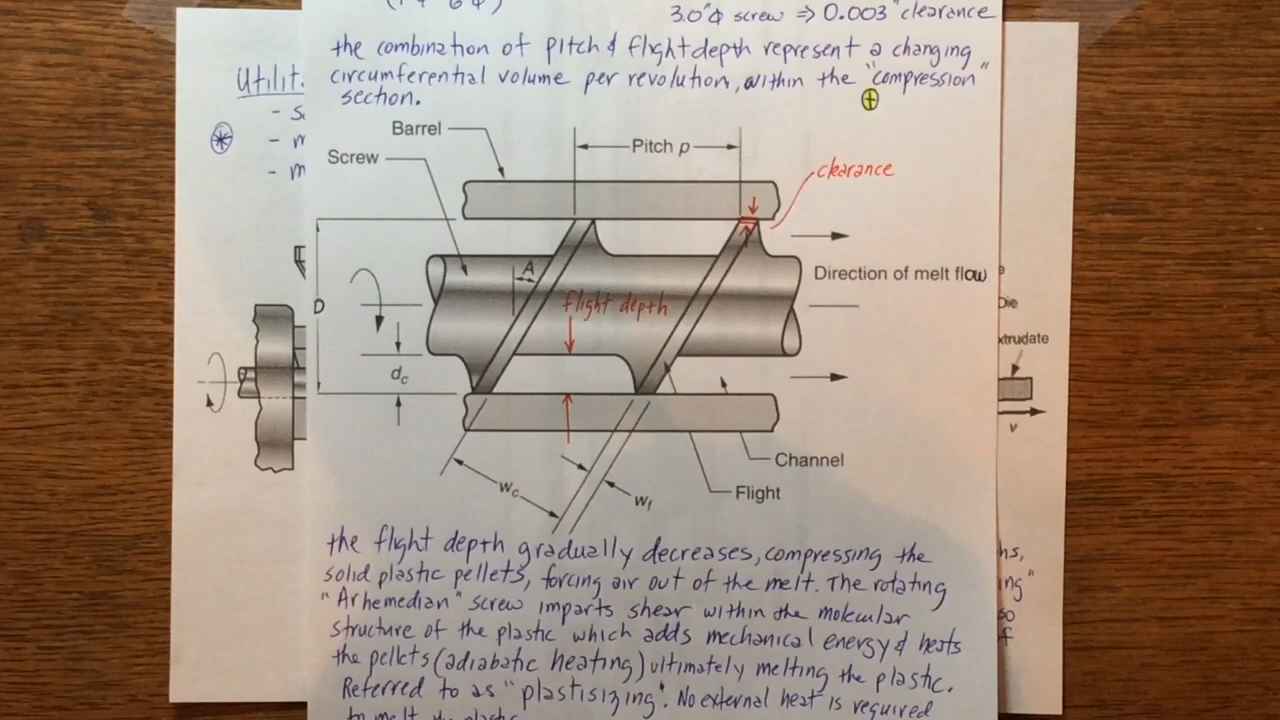 3.0"φ screw ⇒ 0.003" clearance
the combination of pitch & flight depth represent a changing
circumferential volume per revolution, within the "compression"
section.
Utilit
Barrel
Pitch p
Screw
clearance
A
Direction of melt flow
D
flight depth
Die
xtrudate
dc
v
Channel
wc
wf
Flight
the flight depth gradually decreases, compressing the
solid plastic pellets, forcing air out of the melt. The rotating
"Arhemedian" screw imparts shear within the molecular
structure of the plastic which adds mechanical energy & heats
the pellets (adiabatic heating) ultimately melting the plastic.
Referred to as "plastisizing". No external heat is required
hs,
ing"
so